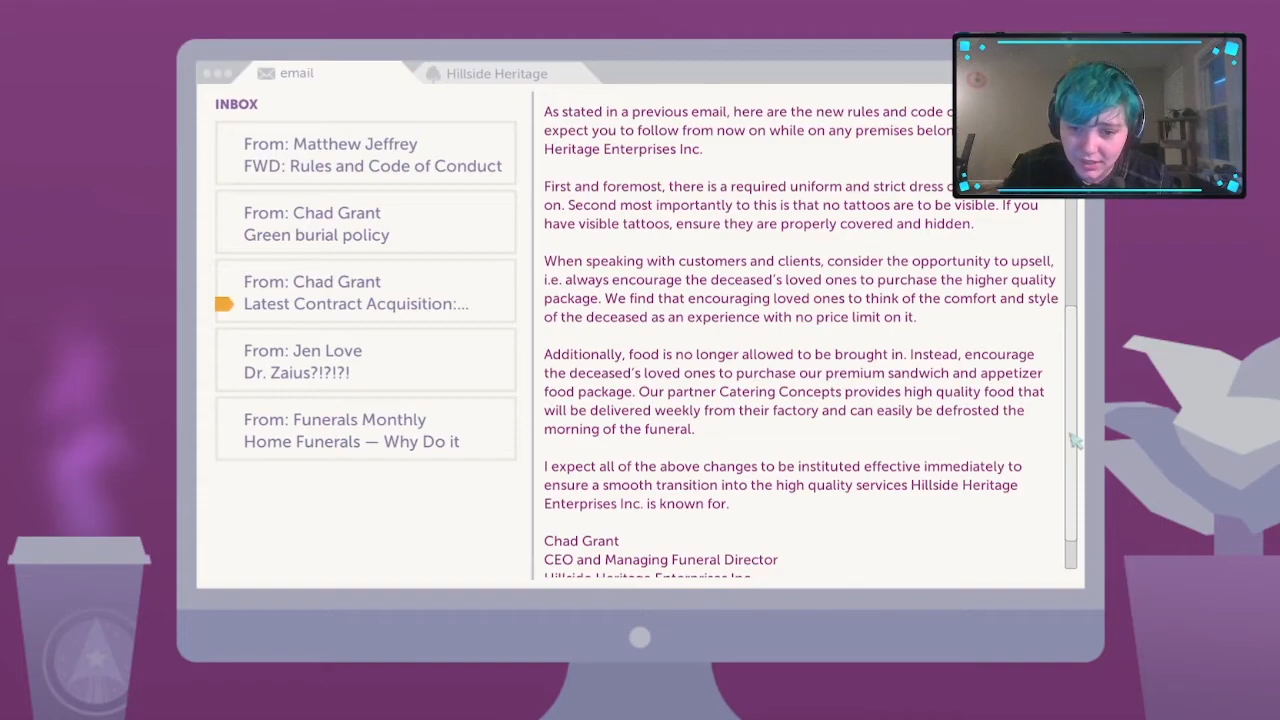 email
Hillside Heritage
INBOX
From: Matthew Jeffrey
FWD: Rules and Code of Conduct
From: Chad Grant
Green burial policy
From: Chad Grant
Latest Contract Acquisition:...
From: Jen Love
Dr. Zaius?!?!?!
From: Funerals Monthly
Home Funerals — Why Do it
As stated in a previous email, here are the new rules and code
expect you to follow from now on while on any premises
Heritage Enterprises Inc.
First and foremost, there is a required uniform and strict dress
on. Second most importantly to this is that no tattoos are to be visible. If you
have visible tattoos, ensure they are properly covered and hidden.
When speaking with customers and clients, consider the opportunity to upsell,
i.e. always encourage the deceased's loved ones to purchase the higher quality
package. We find that encouraging loved ones to think of the comfort and style
of the deceased as an experience with no price limit on it.
Additionally, food is no longer allowed to be brought in. Instead, encourage
the deceased's loved ones to purchase our premium sandwich and appetizer
food package. Our partner Catering Concepts provides high quality food that
will be delivered weekly from their factory and can easily be defrosted the
morning of the funeral.
I expect all of the above changes to be instituted effective immediately to
ensure a smooth transition into the high quality services Hillside Heritage
Enterprises Inc. is known for.
Chad Grant
CEO and Managing Funeral Director
Hillside Heritage Enterprises Inc